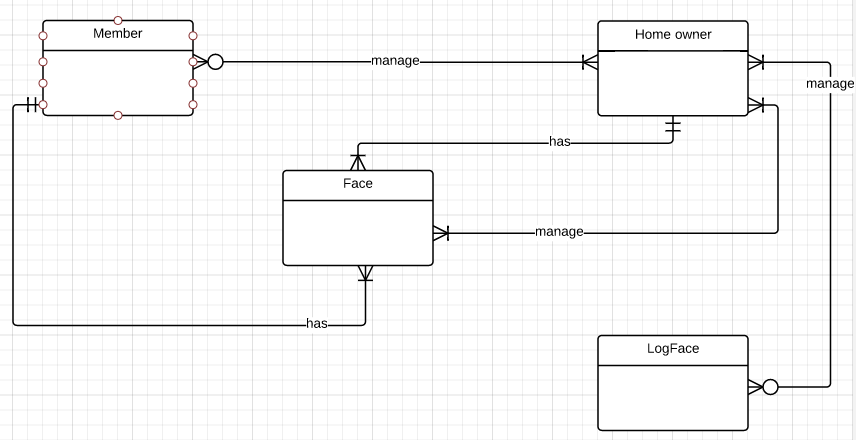 Member
Home owner
manage
manage
has
Face
manage
has
LogFace